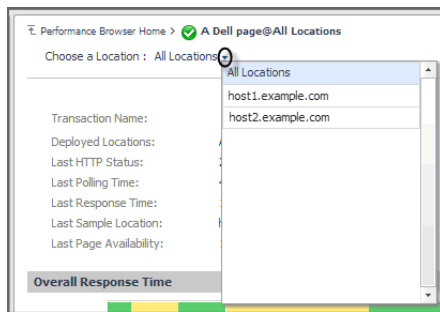 Performance Browser Home > A Dell page@All Locations
Choose a Location : All Locations
All Locations
host1.example.com
host2.example.com
Transaction Name:
Deployed Locations:
Last HTTP Status:
Last Polling Time:
Last Response Time:
Last Sample Location:
Last Page Availability:
Overall Response Time